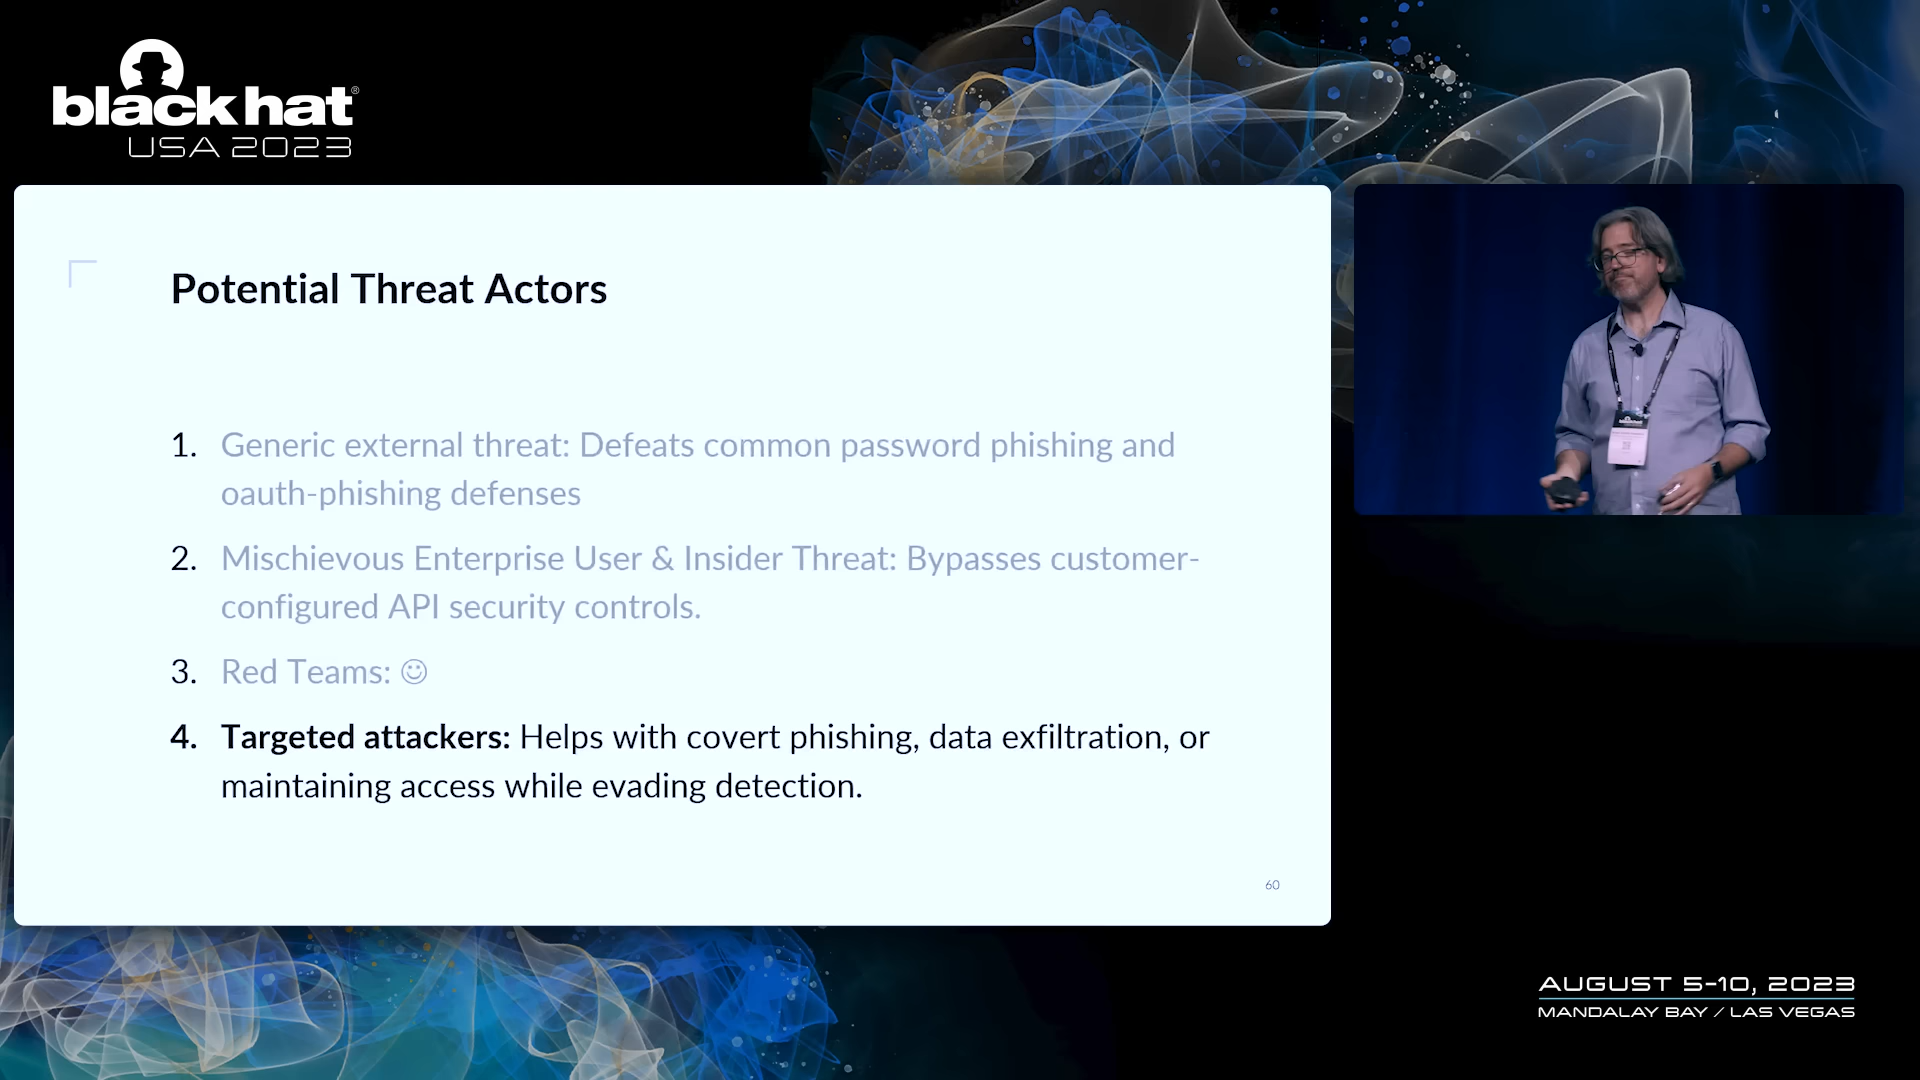 blackhat®
USA 2023
Potential Threat Actors
1. Generic external threat: Defeats common password phishing and
oauth-phishing defenses
2. Mischievous Enterprise User & Insider Threat: Bypasses customer-
configured API security controls.
3. Red Teams: ☺
4. Targeted attackers: Helps with covert phishing, data exfiltration, or
maintaining access while evading detection.
60
AUGUST 5-10, 2023
MANDALAY BAY / LAS VEGAS